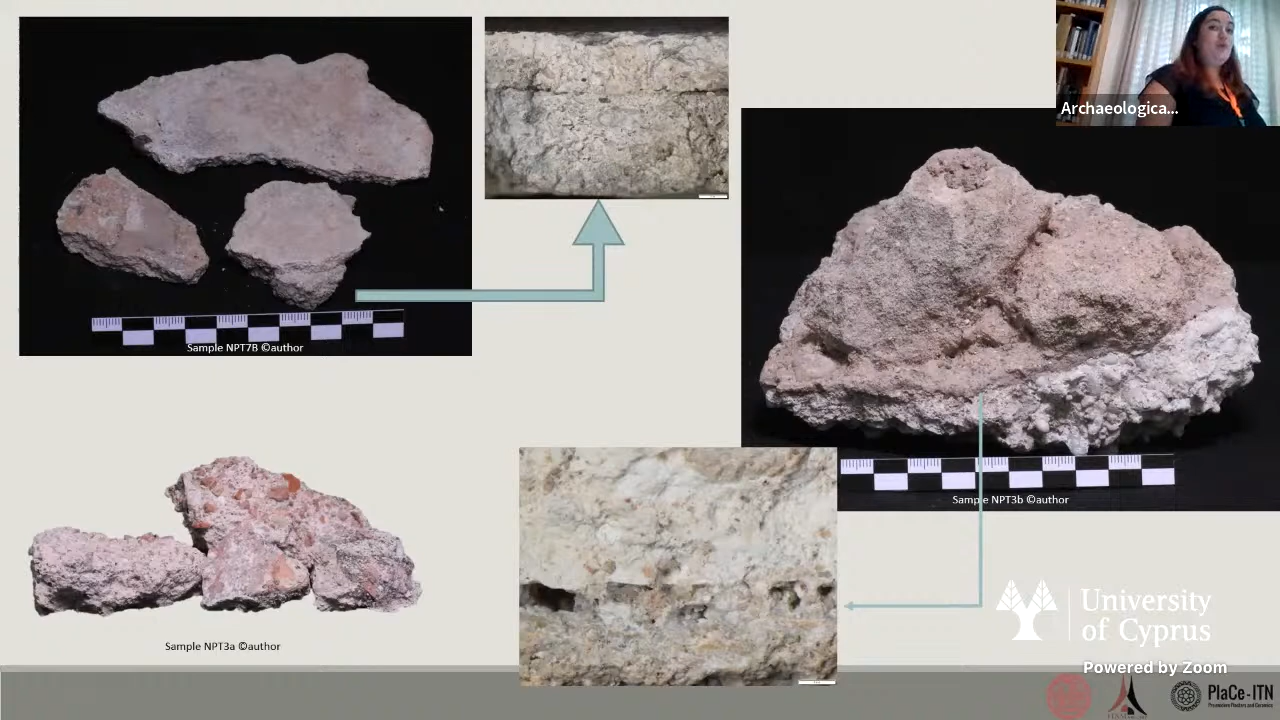 Archaeologica...
Sample NPT7B ©author
Sample NPT3b ©author
Sample NPT3a ©author
University
of Cyprus
Powered by Zoom
PlaCe-ITN